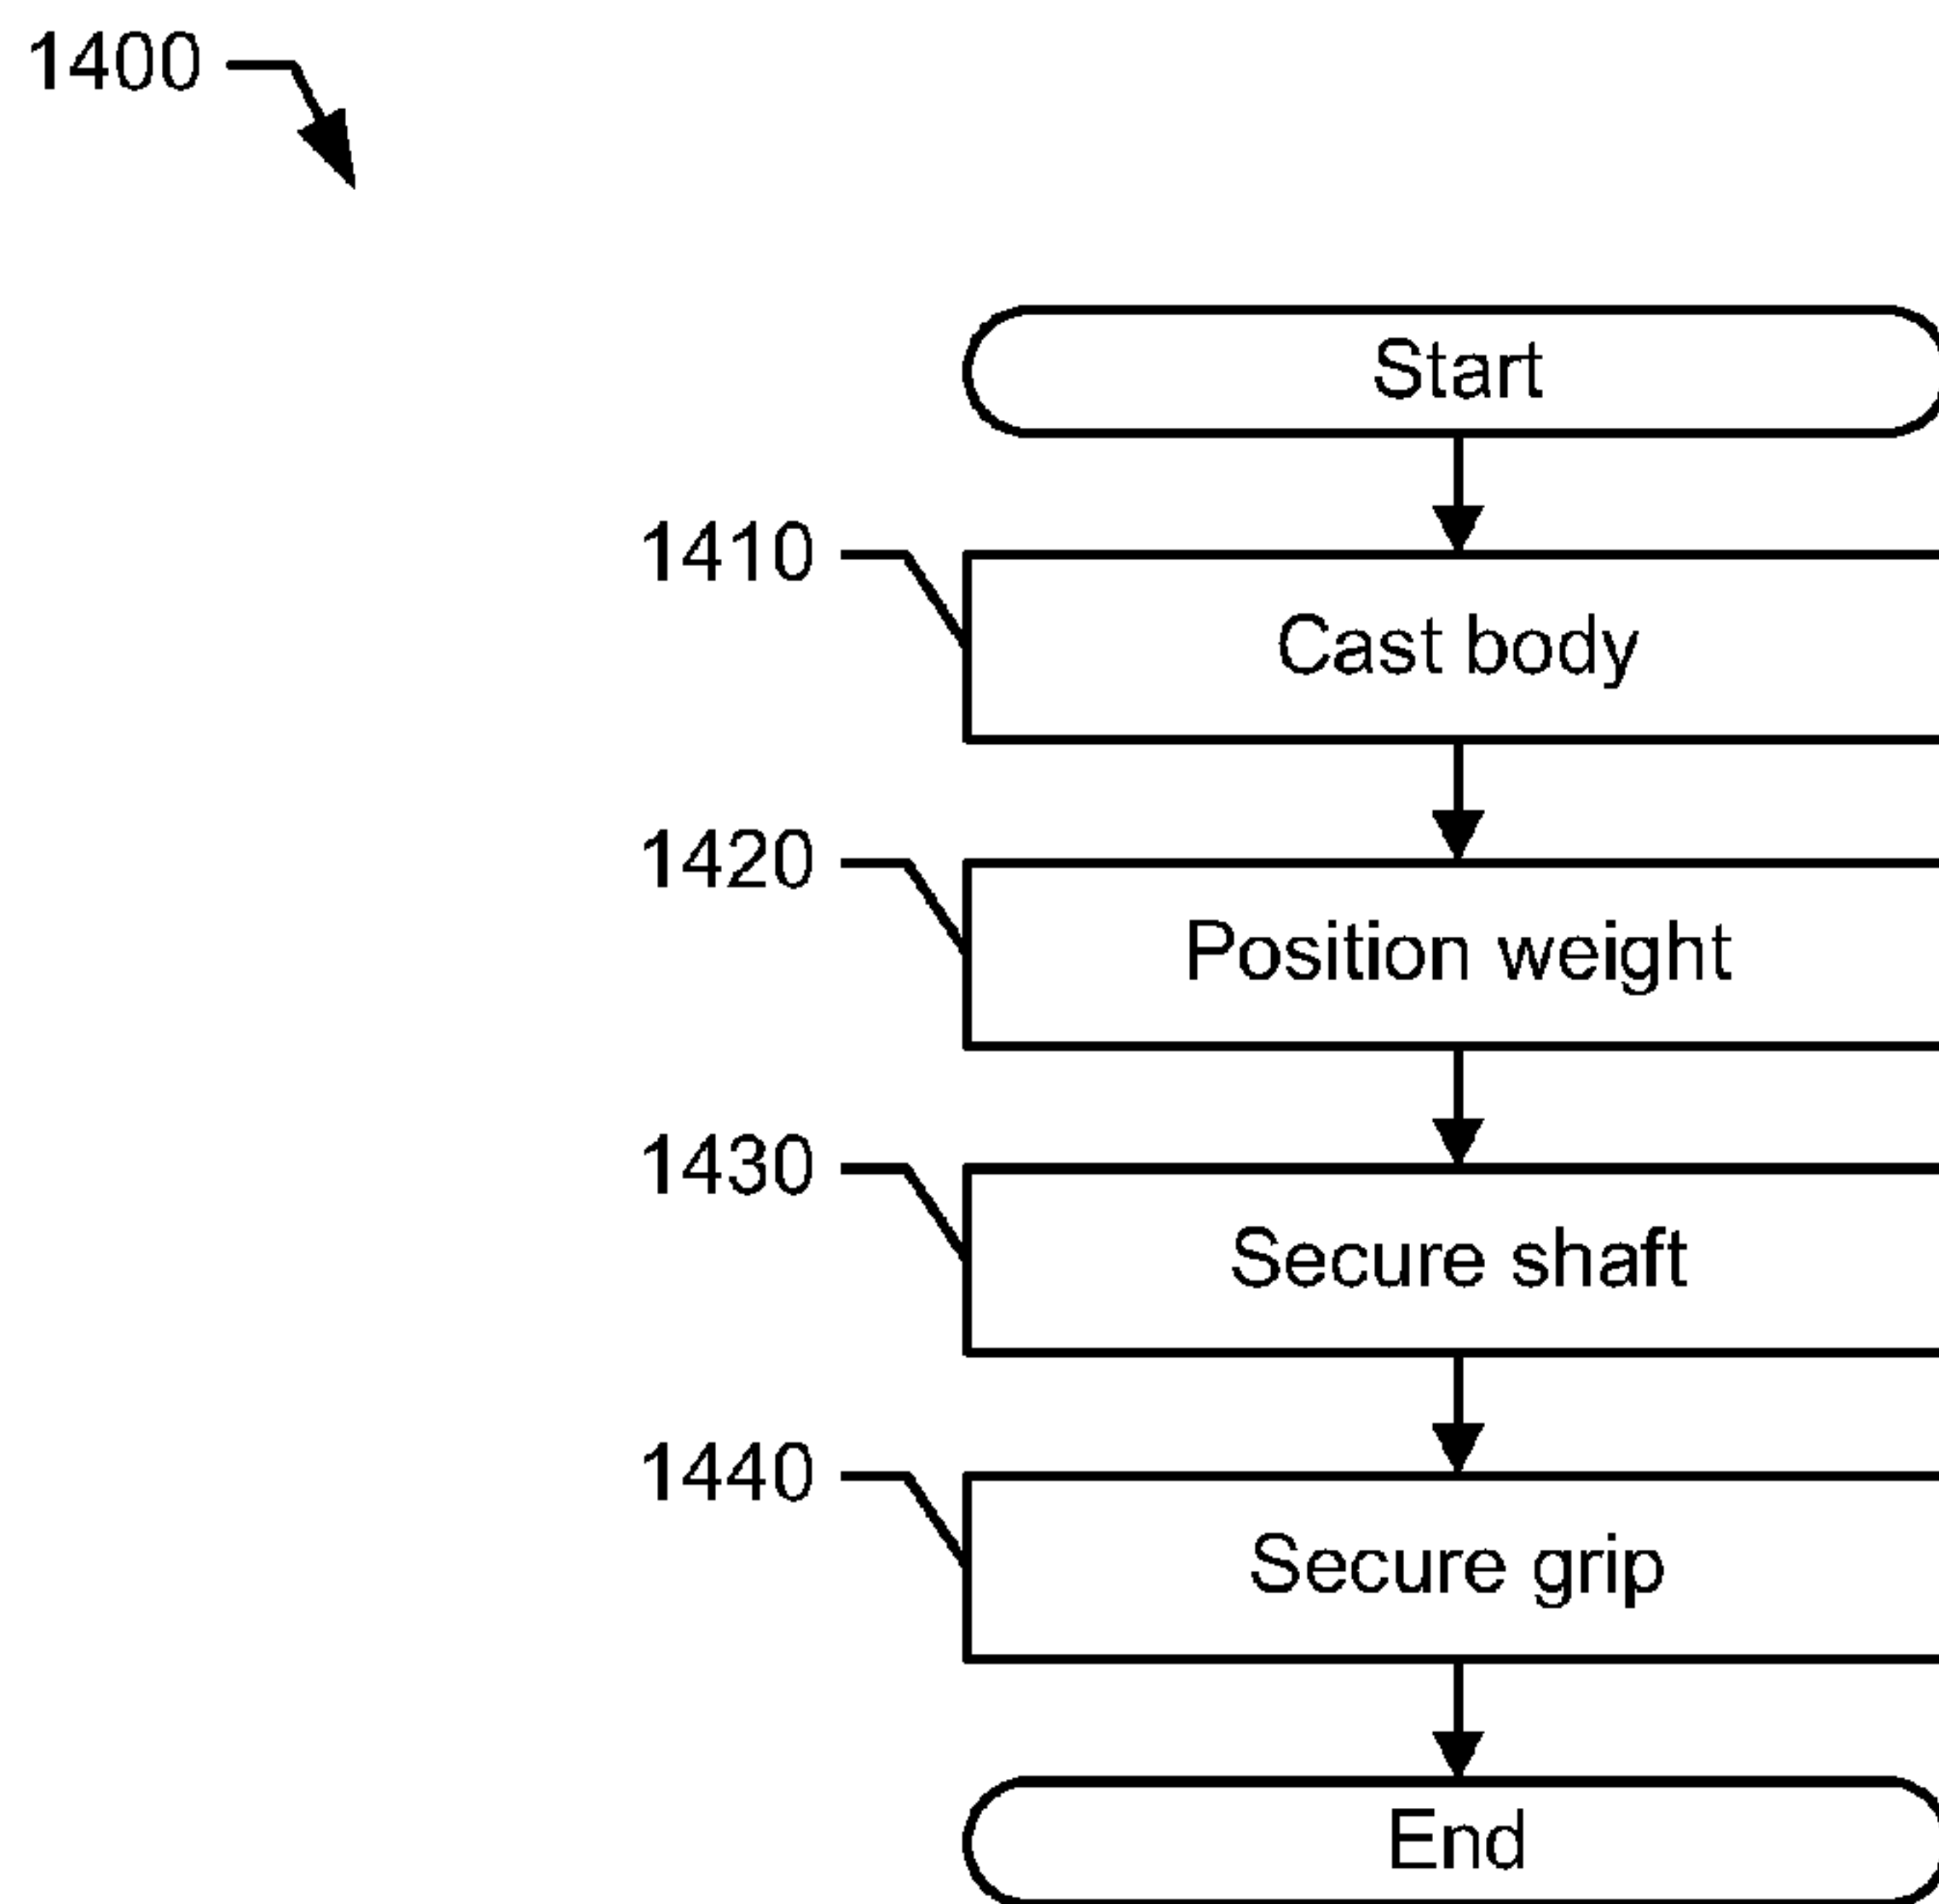 1400
Start
1410
Cast body
1420
Position weight
1430
Secure shaft
1440
Secure grip
End